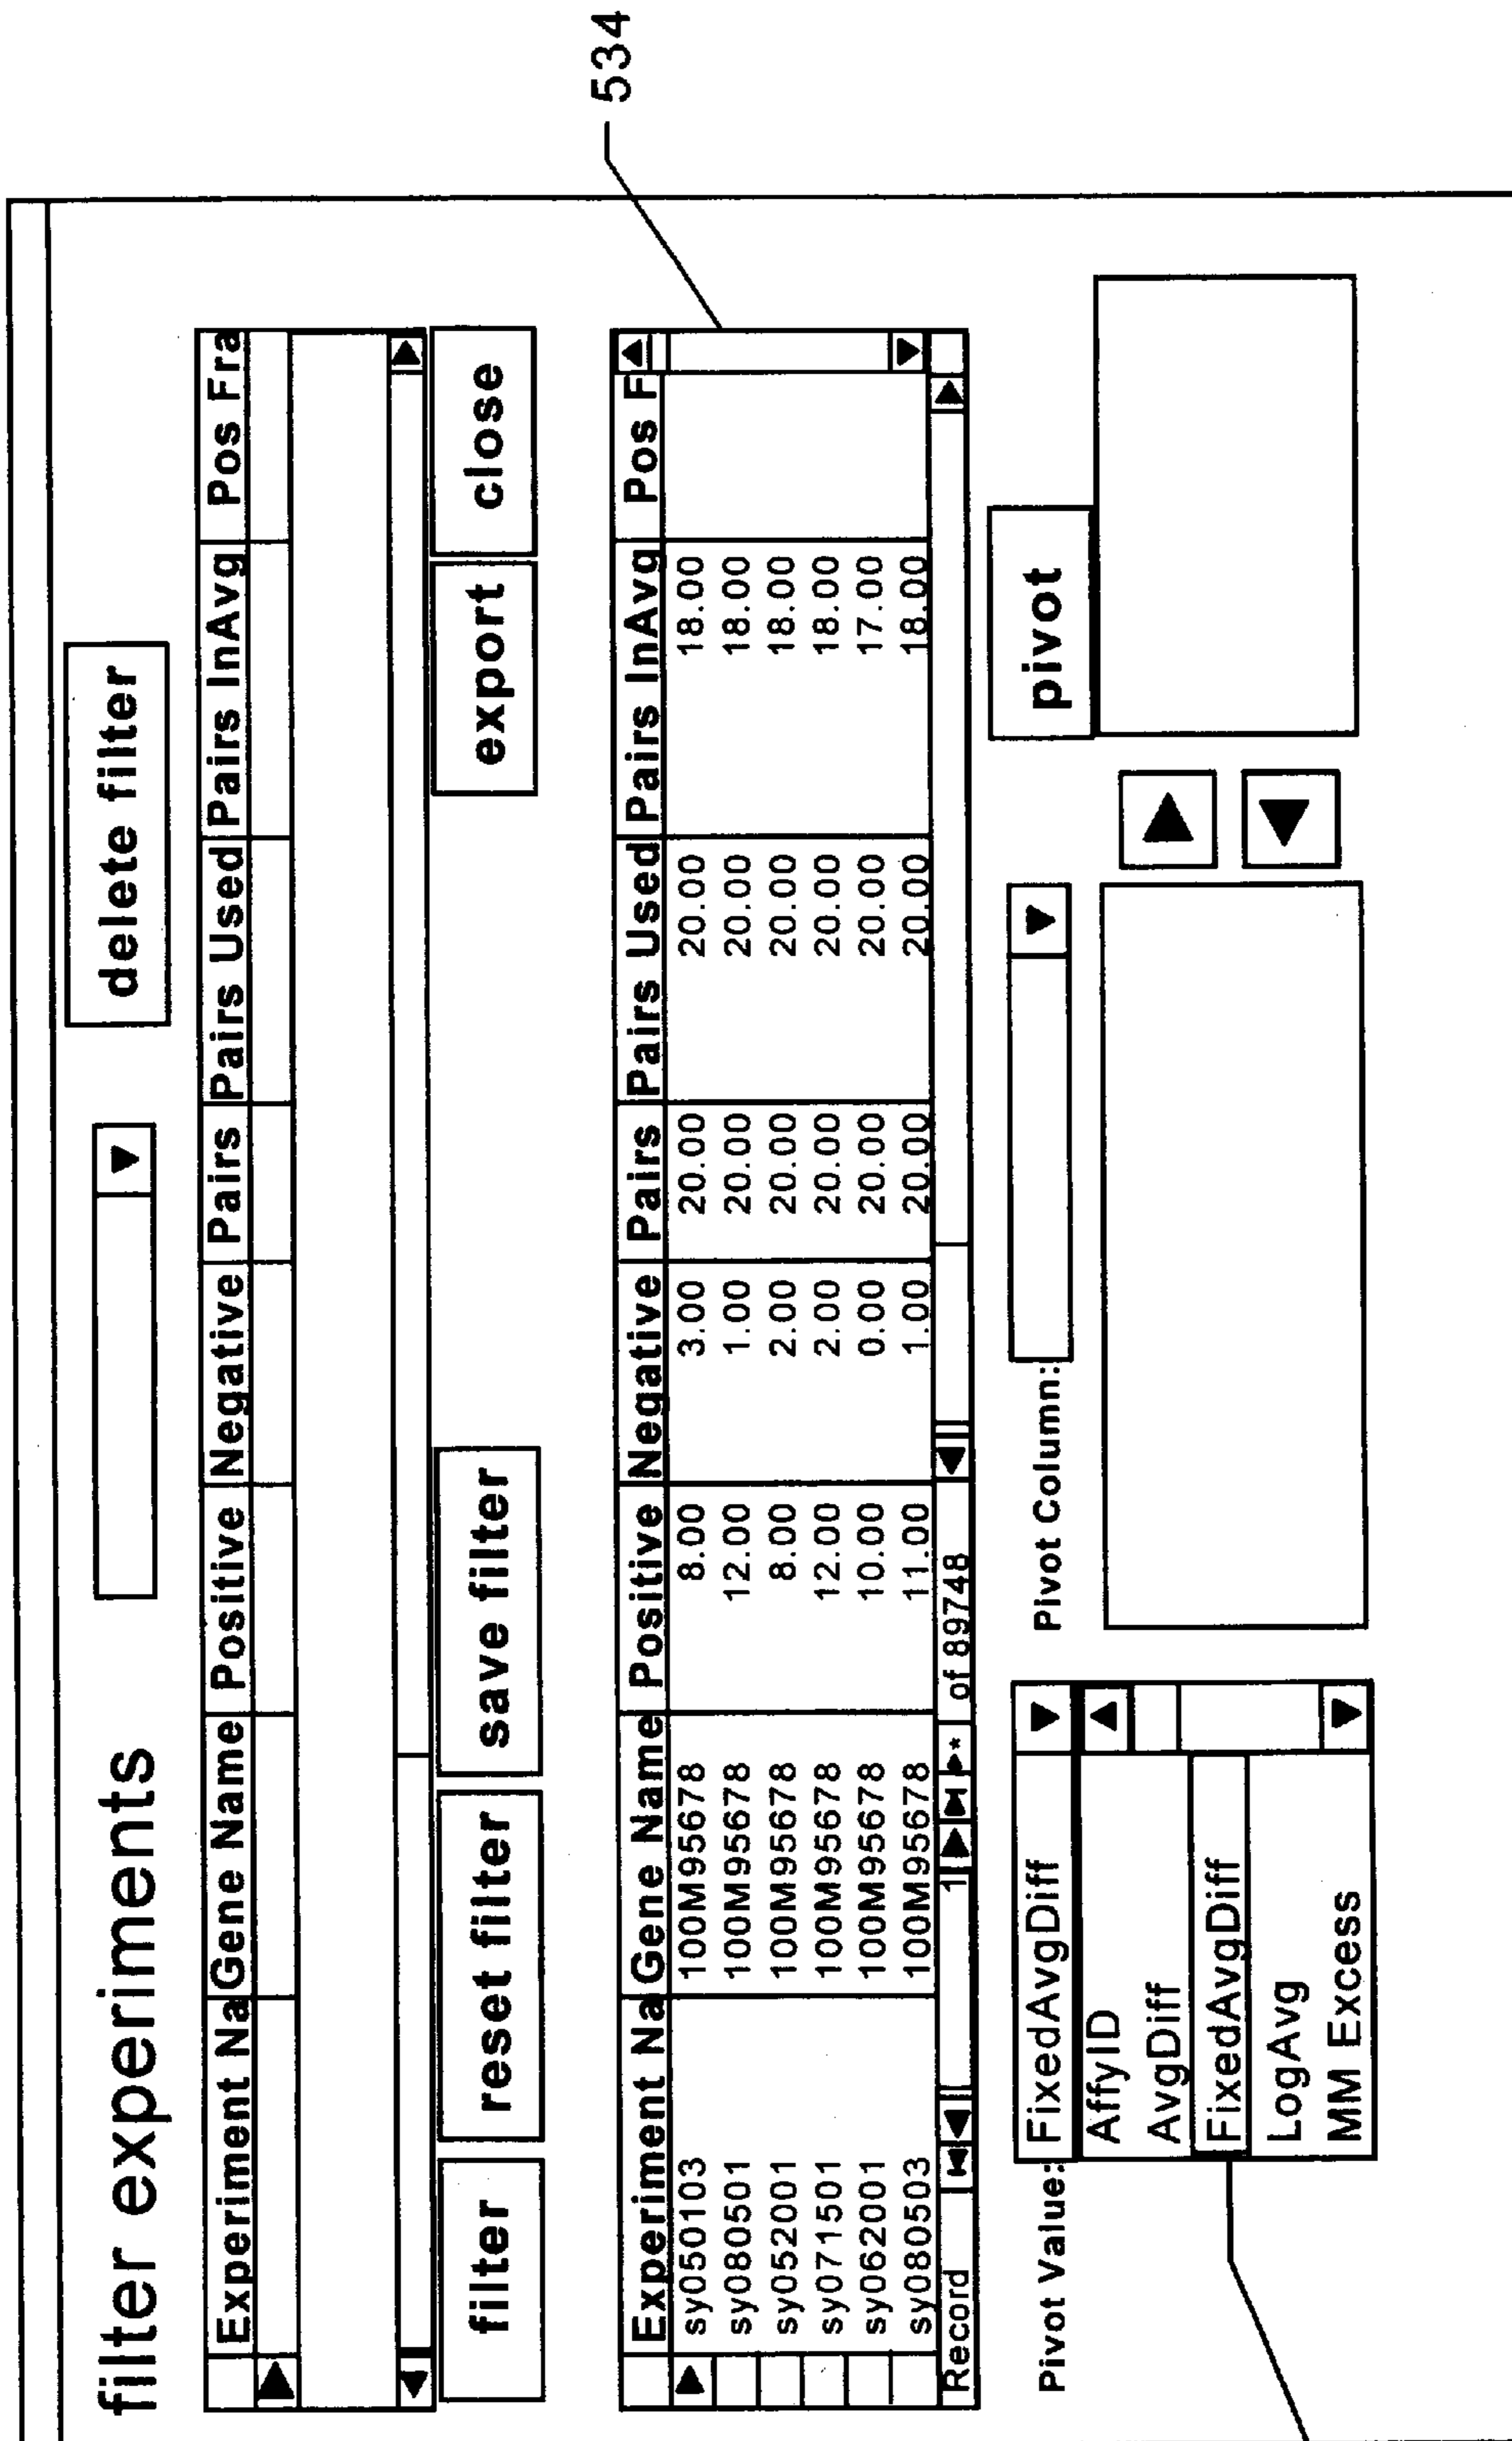 filter experiments
delete filter
Experiment Na Gene Name Positive Negative Pairs Pairs Used Pairs InAvg Pos Fra
filter reset filter save filter export close
534
Experiment Na Gene Name Positive Negative Pairs Pairs Used Pairs InAvg Pos F
sy050103 100M95678 8.00 3.00 20.00 20.00 18.00
sy080501 100M95678 12.00 1.00 20.00 20.00 18.00
sy052001 100M95678 8.00 2.00 20.00 20.00 18.00
sy071501 100M95678 12.00 2.00 20.00 20.00 18.00
sy062001 100M95678 10.00 0.00 20.00 20.00 17.00
sy080503 100M95678 11.00 1.00 20.00 20.00 18.00
Record 1 * of 89748
Pivot Value: FixedAvgDiff Pivot Column: pivot
AffyID
AvgDiff
FixedAvgDiff
LogAvg
MM Excess